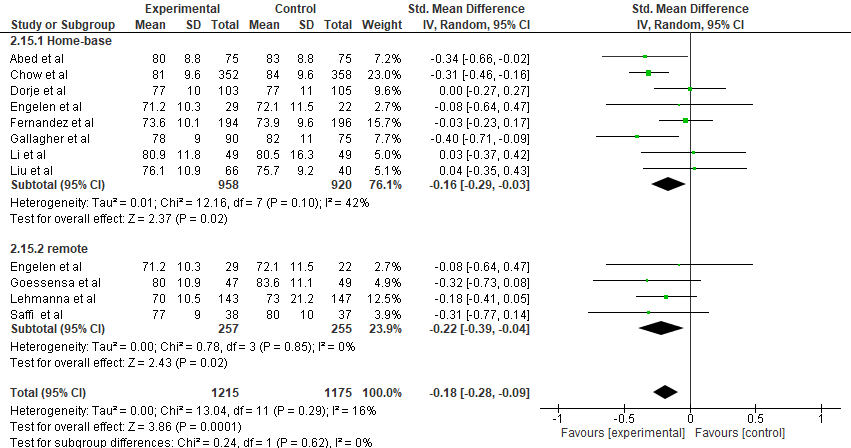 Experimental Control Std. Mean Difference Std. Mean Difference
Study or Subgroup Mean SD Total Mean SD Total Weight IV, Random, 95% CI IV, Random, 95% CI
2.15.1 Home-base
Abed et al 80 8.8 75 83 8.8 75 7.2% -0.34 [-0.66, -0.02]
Chow et al 81 9.6 352 84 9.6 358 23.0% -0.31 [-0.46, -0.16]
Dorje et al 77 10 103 77 11 105 9.6% 0.00 [-0.27, 0.27]
Engelen et al 71.2 10.3 29 72.1 11.5 22 2.7% -0.08 [-0.64, 0.47]
Fernandez et al 73.6 10.1 194 73.9 9.6 196 15.7% -0.03 [-0.23, 0.17]
Gallagher et al 78 9 90 82 11 75 7.7% -0.40 [-0.71, -0.09]
Li et al 80.9 11.8 49 80.5 16.3 49 5.0% 0.03 [-0.37, 0.42]
Liu et al 76.1 10.9 66 75.7 9.2 40 5.1% 0.04 [-0.35, 0.43]
Subtotal (95% CI) 958 920 76.1% -0.16 [-0.29, -0.03]
Heterogeneity: Tau² = 0.01; Chi² = 12.16, df = 7 (P = 0.10); I² = 42%
Test for overall effect: Z = 2.37 (P = 0.02)
2.15.2 remote
Engelen et al 71.2 10.3 29 72.1 11.5 22 2.7% -0.08 [-0.64, 0.47]
Goessensa et al 80 10.9 47 83.6 11.1 49 4.9% -0.32 [-0.73, 0.08]
Lehmanna et al 70 10.5 143 73 21.2 147 12.5% -0.18 [-0.41, 0.05]
Saffi et al 77 9 38 80 10 37 3.9% -0.31 [-0.77, 0.14]
Subtotal (95% CI) 257 255 23.9% -0.22 [-0.39, -0.04]
Heterogeneity: Tau² = 0.00; Chi² = 0.78, df = 3 (P = 0.85); I² = 0%
Test for overall effect: Z = 2.43 (P = 0.02)
Total (95% CI) 1215 1175 100.0% -0.18 [-0.28, -0.09]
Heterogeneity: Tau² = 0.00; Chi² = 13.04, df = 11 (P = 0.29); I² = 16%
Test for overall effect: Z = 3.86 (P = 0.0001)
Test for subgroup differences: Chi² = 0.24, df = 1 (P = 0.62), I² = 0%
-1 -0.5 0 0.5 1
Favours [experimental] Favours [control]